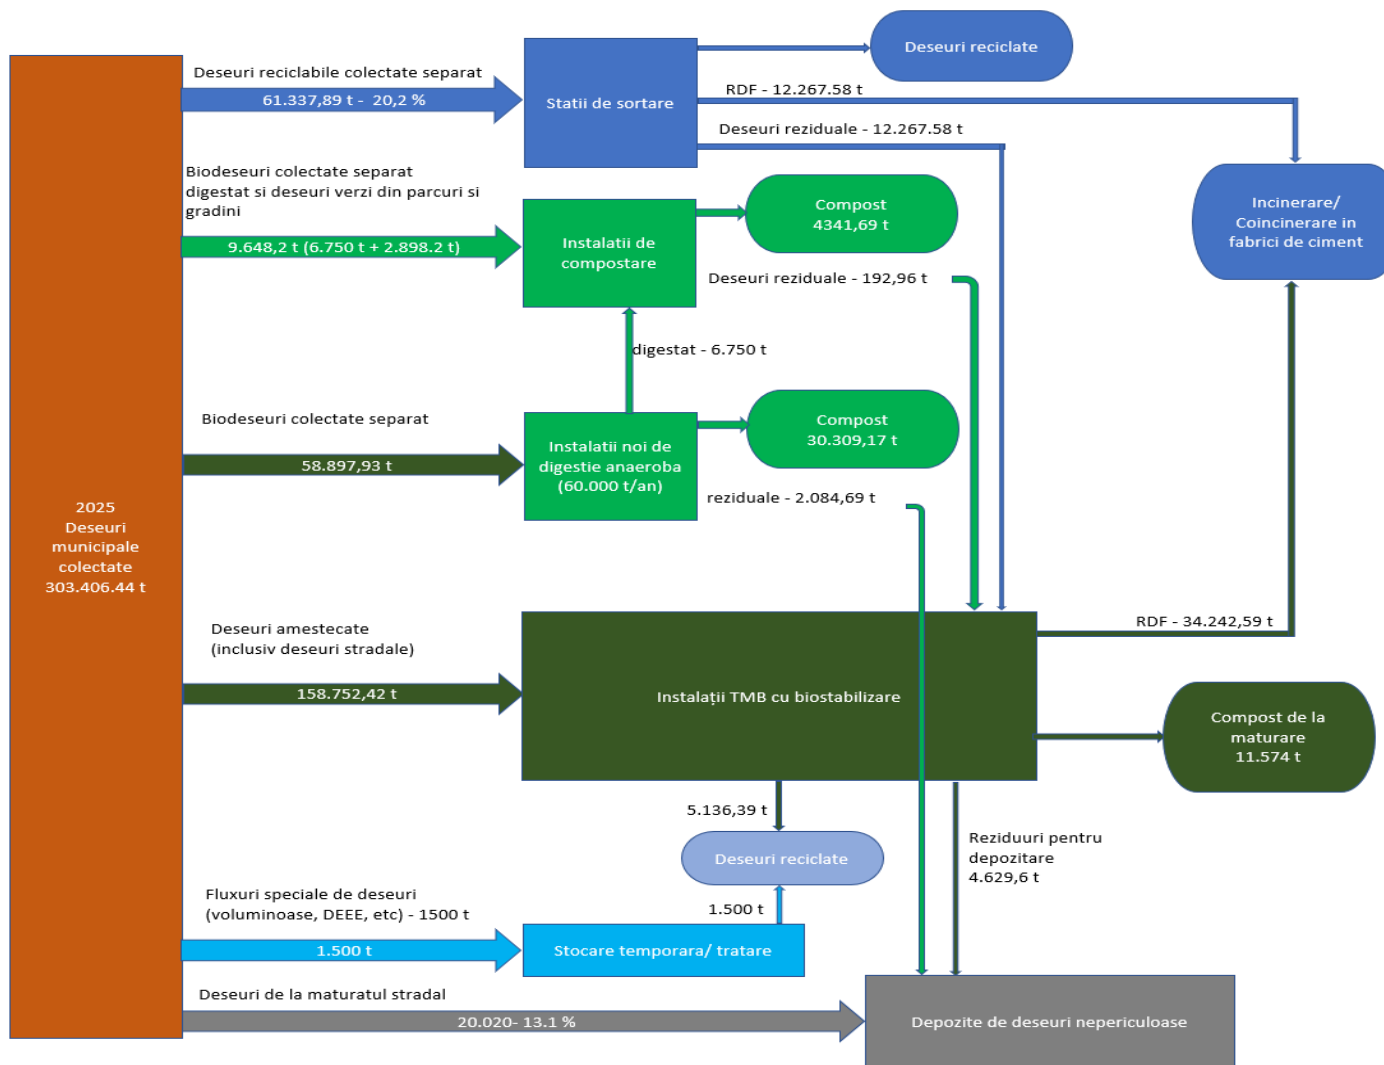 2025
Deseuri
municipale
colectate
303.406.44 t
Deseuri reciclabile colectate separat
61.337,89 t - 20,2 %
Statii de sortare
Deseuri reciclate
RDF - 12.267.58 t
Deseuri reziduale - 12.267.58 t
Incinerare/
Coincinerare in
fabrici de ciment
Biodeseuri colectate separat
digestat si deseuri verzi din parcuri si
gradini
9.648,2 t (6.750 t + 2.898.2 t)
Instalatii de
compostare
Compost
4341,69 t
Deseuri reziduale - 192,96 t
digestat - 6.750 t
Biodeseuri colectate separat
58.897,93 t
Instalatii noi de
digestie anaeroba
(60.000 t/an)
Compost
30.309,17 t
reziduale - 2.084,69 t
Deseuri amestecate
(inclusiv deseuri stradale)
158.752,42 t
Instalații TMB cu biostabilizare
RDF - 34.242,59 t
Compost de la
maturare
11.574 t
5.136,39 t
Deseuri reciclate
Reziduuri pentru
depozitare
4.629,6 t
Fluxuri speciale de deseuri
(voluminoase, DEEE, etc) - 1500 t
1.500 t
Stocare temporara/ tratare
1.500 t
Deseuri de la maturatul stradal
20.020- 13.1 %
Depozite de deseuri nepericuloase